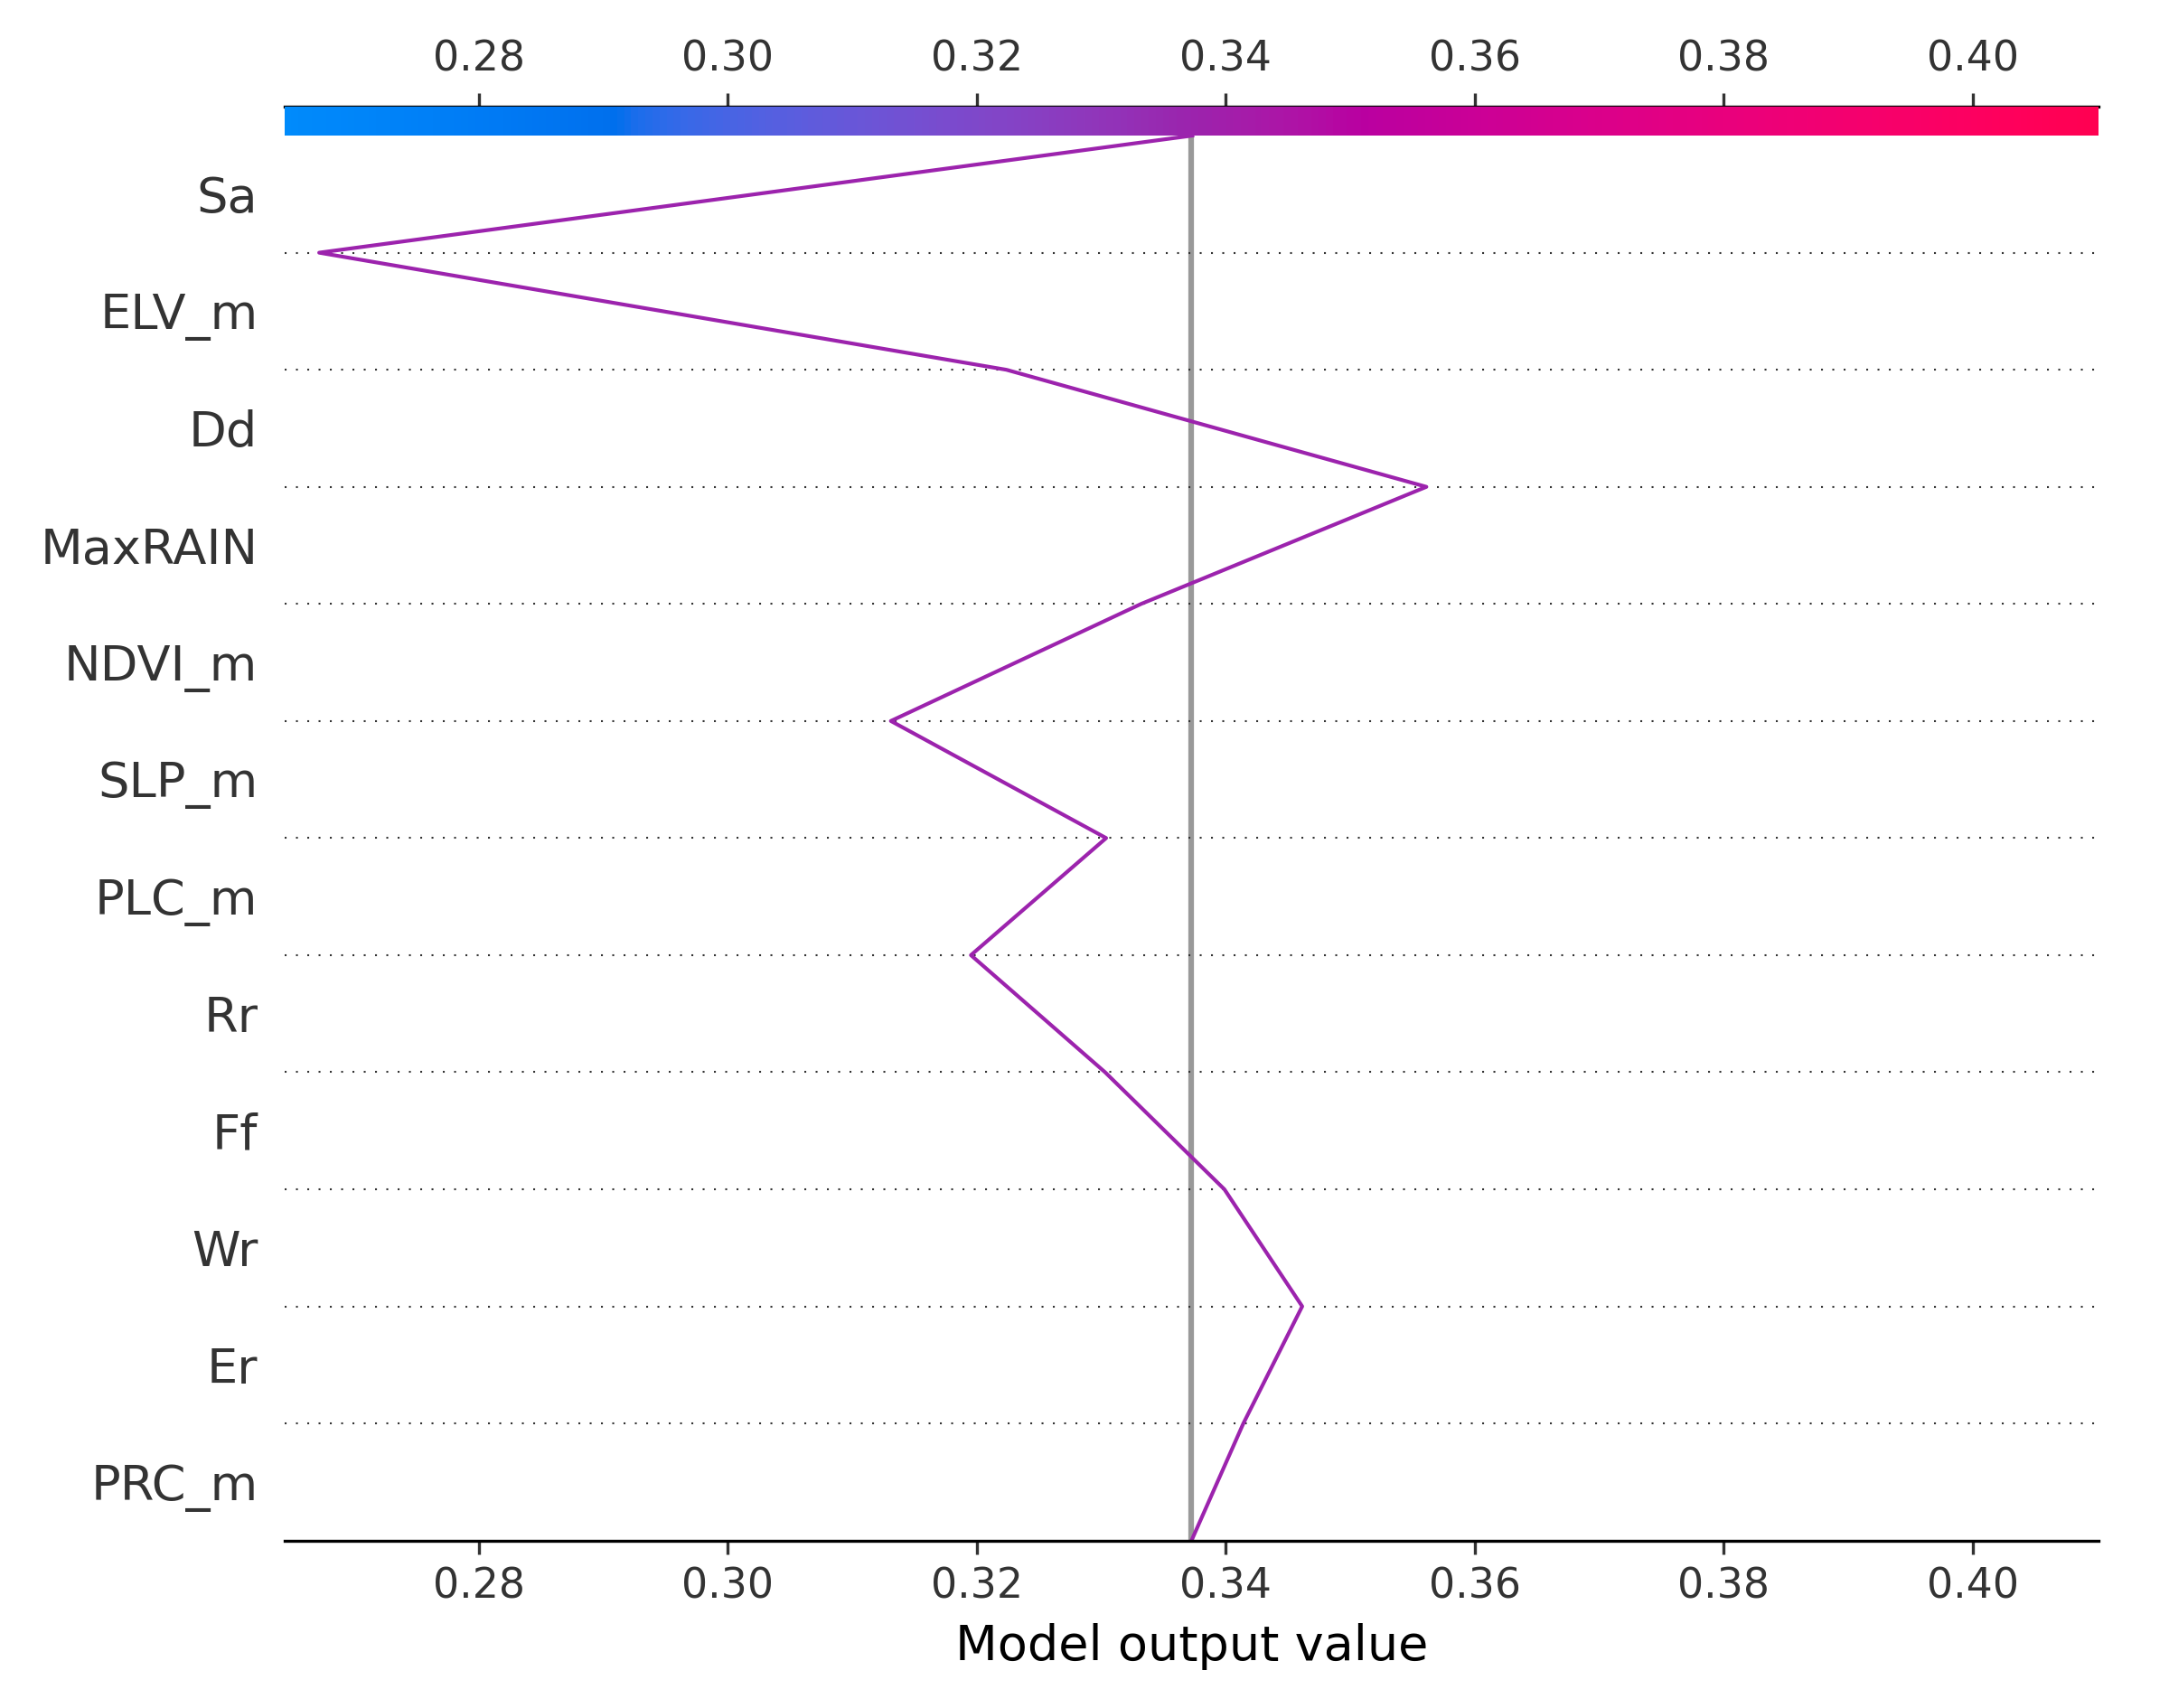 0.28 0.30 0.32 0.34 0.36 0.38 0.40
Sa
ELV_m
Dd
MaxRAIN
NDVI_m
SLP_m
PLC_m
Rr
Ff
Wr
Er
PRC_m
0.28 0.30 0.32 0.34 0.36 0.38 0.40
Model output value